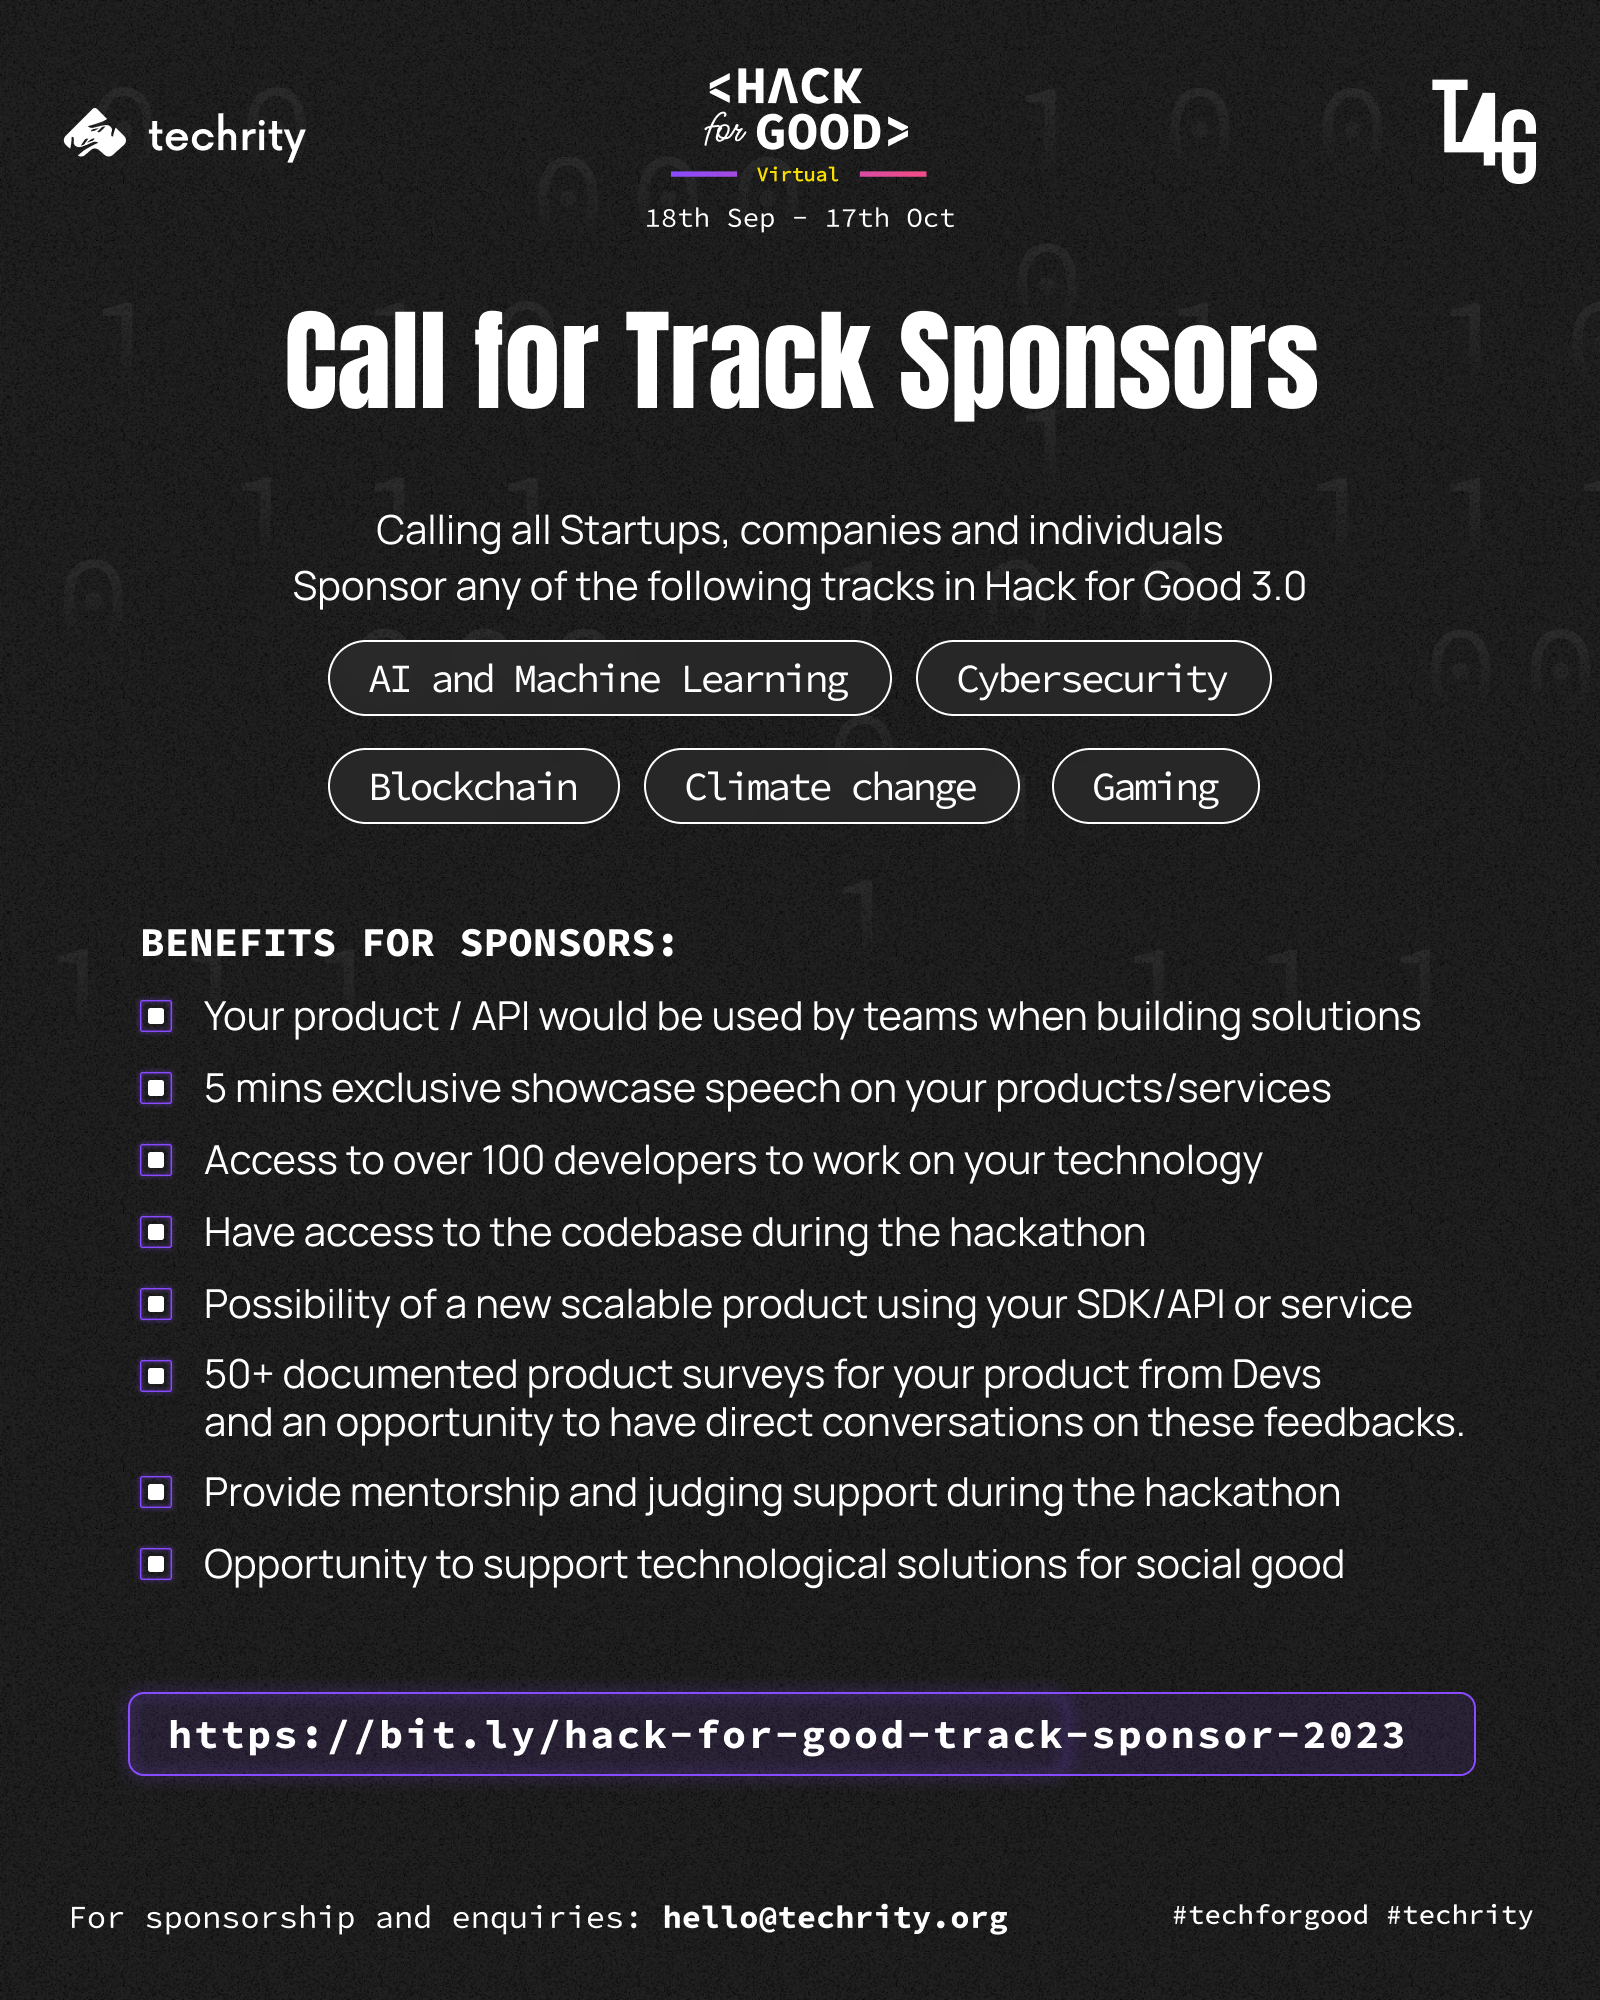 techrity
<HACK
for GOOD>
Virtual
18th Sep - 17th Oct
T4G
Call for Track Sponsors
Calling all Startups, companies and individuals
Sponsor any of the following tracks in Hack for Good 3.0
AI and Machine Learning
Cybersecurity
Blockchain
Climate change
Gaming
BENEFITS FOR SPONSORS:
Your product / API would be used by teams when building solutions
5 mins exclusive showcase speech on your products/services
Access to over 100 developers to work on your technology
Have access to the codebase during the hackathon
Possibility of a new scalable product using your SDK/API or service
50+ documented product surveys for your product from Devs
and an opportunity to have direct conversations on these feedbacks.
Provide mentorship and judging support during the hackathon
Opportunity to support technological solutions for social good
https://bit.ly/hack-for-good-track-sponsor-2023
For sponsorship and enquiries: hello@techrity.org
#techforgood #techrity